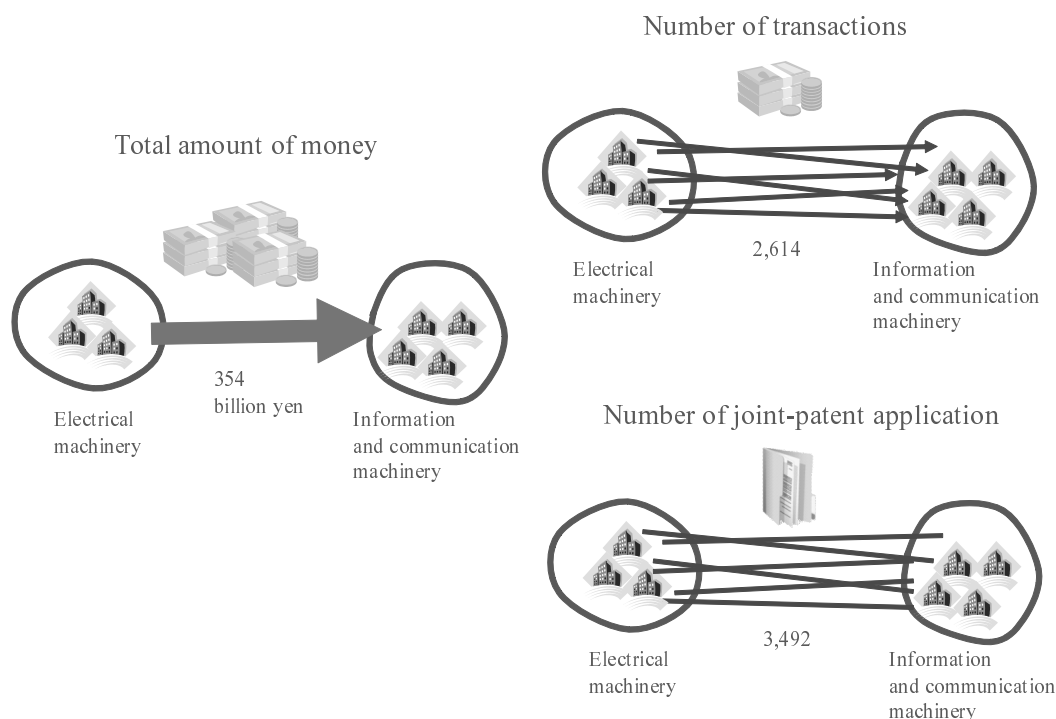 Total amount of money
354
billion yen
Electrical
machinery
Information
and communication
machinery
Number of transactions
2,614
Electrical
machinery
Information
and communication
machinery
Number of joint-patent application
3,492
Electrical
machinery
Information
and communication
machinery